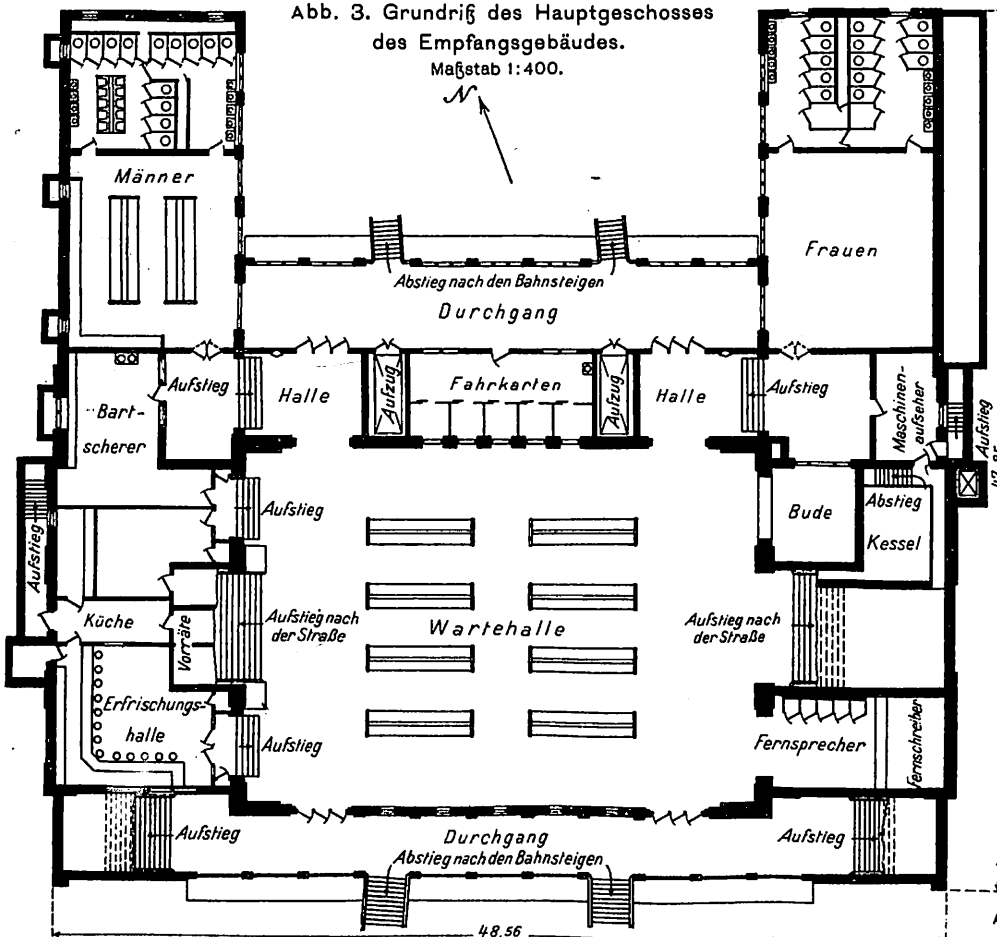 Abb. 3. Grundriß des Hauptgeschosses
des Empfangsgebäudes.
Maßstab 1:400.
N
Männer
Frauen
Abstieg nach den Bahnsteigen
Durchgang
Aufstieg
Halle
Aufzug
Fahrkarten
Aufzug
Halle
Aufstieg
Maschinen-
aufseher
Aufstieg
Bart-
scherer
Aufstieg
Aufstieg
Bude
Abstieg
Kessel
Küche
Vorräte
Aufstieg nach
der Straße
Wartehalle
Aufstieg nach
der Straße
Erfrischungs-
halle
Aufstieg
Fernsprecher
Fernschreiber
Aufstieg
Durchgang
Aufstieg
Abstieg nach den Bahnsteigen
48,56